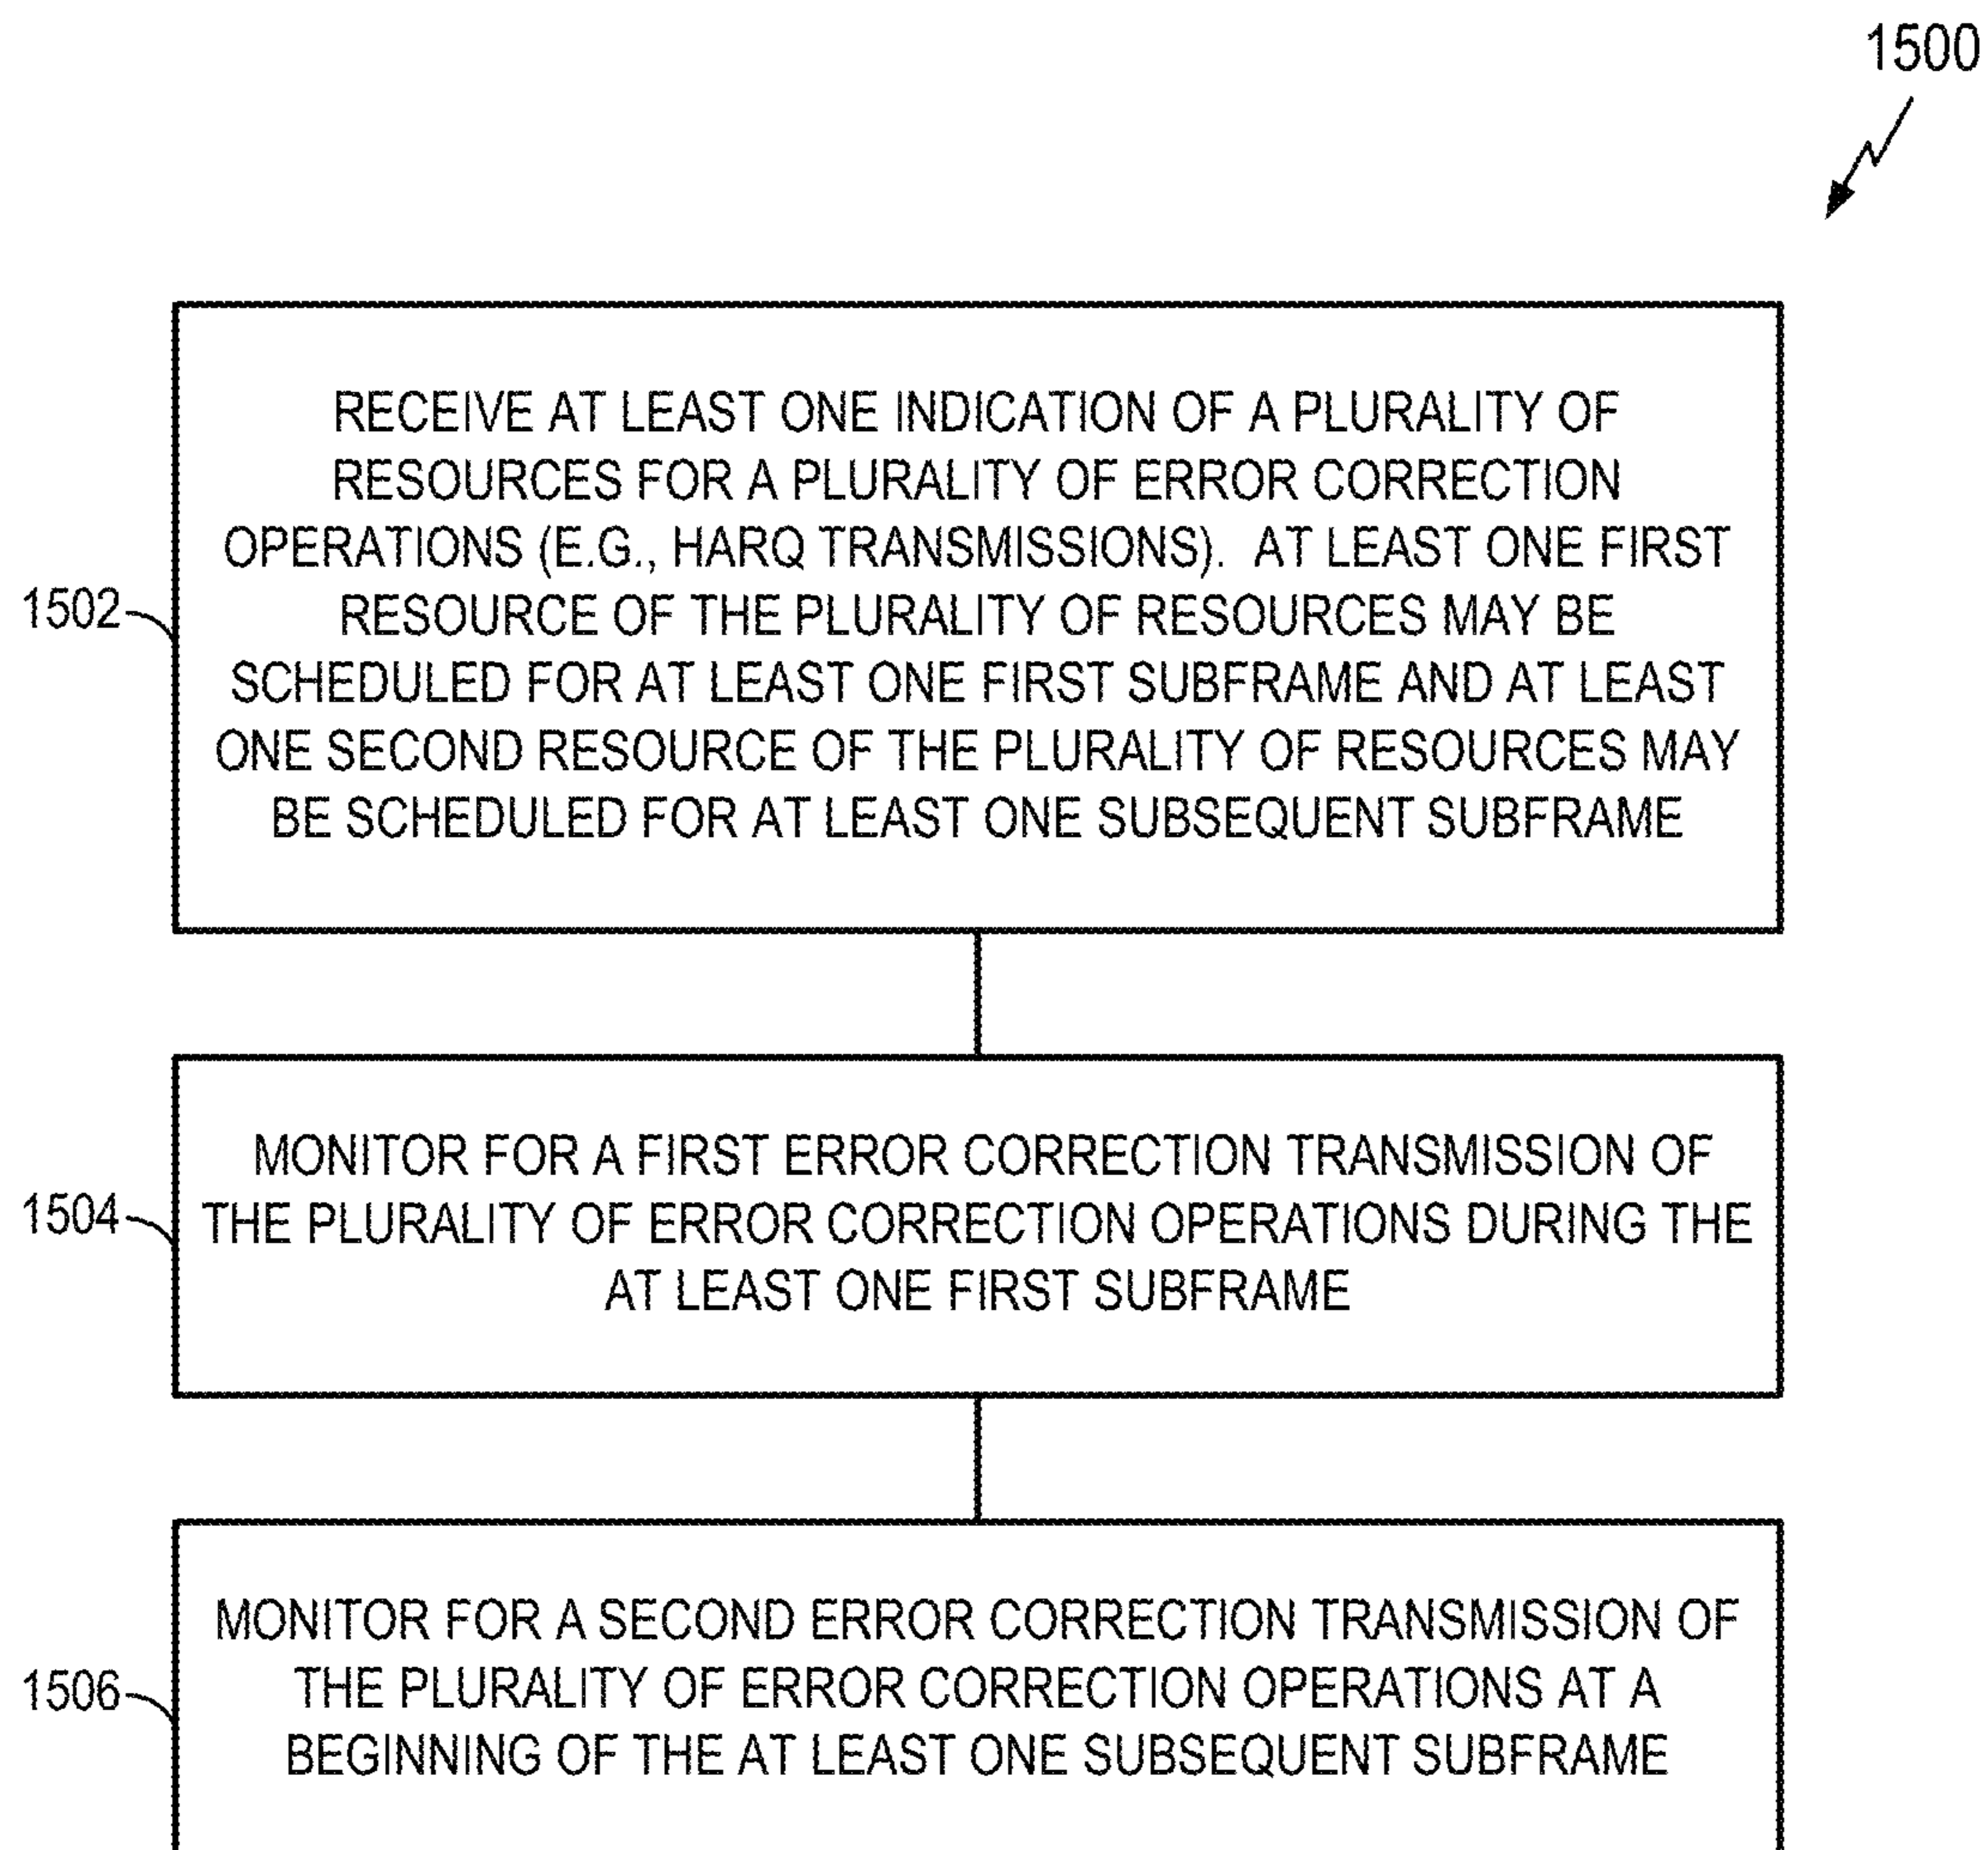 1500
RECEIVE AT LEAST ONE INDICATION OF A PLURALITY OF
RESOURCES FOR A PLURALITY OF ERROR CORRECTION
OPERATIONS (E.G., HARQ TRANSMISSIONS). AT LEAST ONE FIRST
RESOURCE OF THE PLURALITY OF RESOURCES MAY BE
SCHEDULED FOR AT LEAST ONE FIRST SUBFRAME AND AT LEAST
ONE SECOND RESOURCE OF THE PLURALITY OF RESOURCES MAY
BE SCHEDULED FOR AT LEAST ONE SUBSEQUENT SUBFRAME
1502
MONITOR FOR A FIRST ERROR CORRECTION TRANSMISSION OF
THE PLURALITY OF ERROR CORRECTION OPERATIONS DURING THE
AT LEAST ONE FIRST SUBFRAME
1504
MONITOR FOR A SECOND ERROR CORRECTION TRANSMISSION OF
THE PLURALITY OF ERROR CORRECTION OPERATIONS AT A
BEGINNING OF THE AT LEAST ONE SUBSEQUENT SUBFRAME
1506